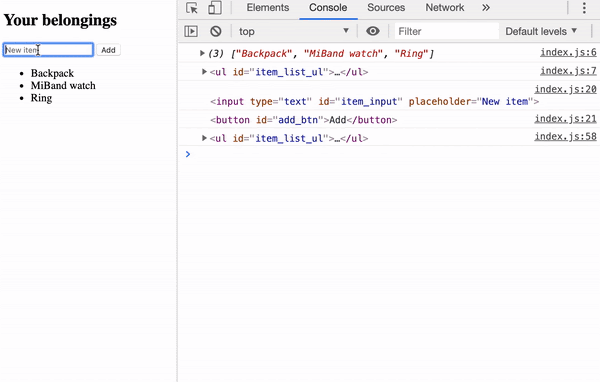 Your belongings
New item
Add
Backpack
MiBand watch
Ring
Elements Console Sources Network »
top ▼ Filter Default levels ▼
▶ (3) ["Backpack", "MiBand watch", "Ring"] index.js:6
▶ <ul id="item_list_ul">…</ul> index.js:7
index.js:20
<input type="text" id="item_input" placeholder="New item">
<button id="add_btn">Add</button> index.js:21
▶ <ul id="item_list_ul">…</ul> index.js:58
>